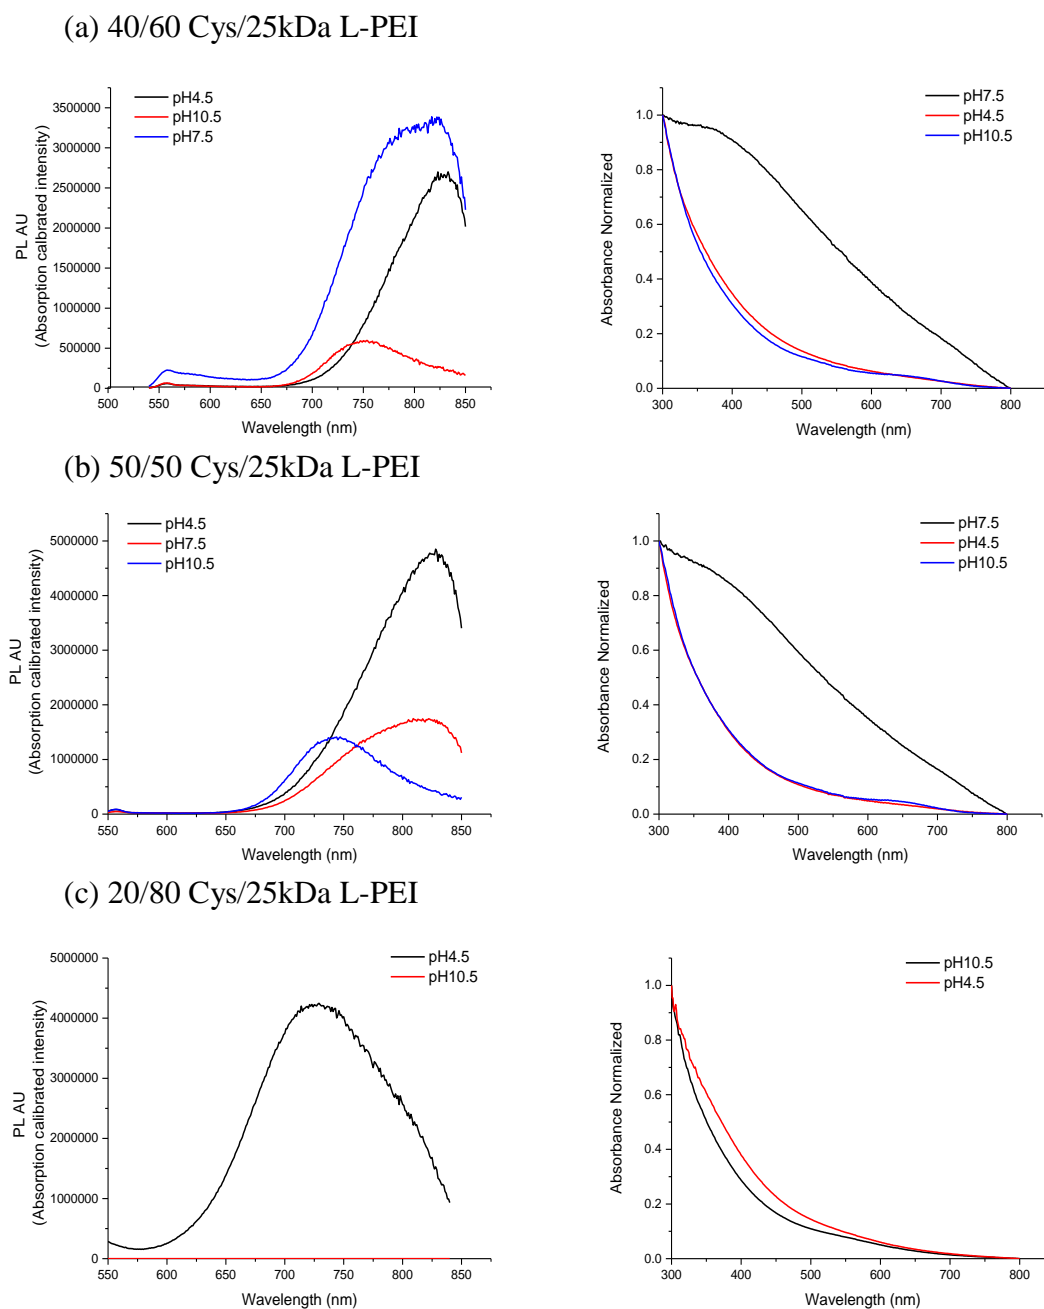 (a) 40/60 Cys/25kDa L-PEI
pH4.5
pH10.5
pH7.5
3500000
3000000
2500000
2000000
1500000
1000000
500000
0
500 550 600 650 700 750 800 850
PL AU
(Absorption calbrated intensity)
Wavelength (nm)
pH7.5
pH4.5
pH10.5
1.0
0.8
0.6
0.4
0.2
0.0
300 400 500 600 700 800
Absorbance Normalized
Wavelength (nm)
(b) 50/50 Cys/25kDa L-PEI
pH4.5
pH7.5
pH10.5
5000000
4000000
3000000
2000000
1000000
0
550 600 650 700 750 800 850
PL AU
(Absorption calibrated intensity)
Wavelength (nm)
pH7.5
pH4.5
pH10.5
1.0
0.8
0.6
0.4
0.2
0.0
300 400 500 600 700 800
Absorbance Normalized
Wavelength (nm)
(c) 20/80 Cys/25kDa L-PEI
pH4.5
pH10.5
5000000
4000000
3000000
2000000
1000000
0
550 600 650 700 750 800 850
PL AU
(Absorption calibrated intensity)
Wavelength (nm)
pH10.5
pH4.5
1.0
0.8
0.6
0.4
0.2
0.0
300 400 500 600 700 800
Absorbance Normalized
Wavelength (nm)